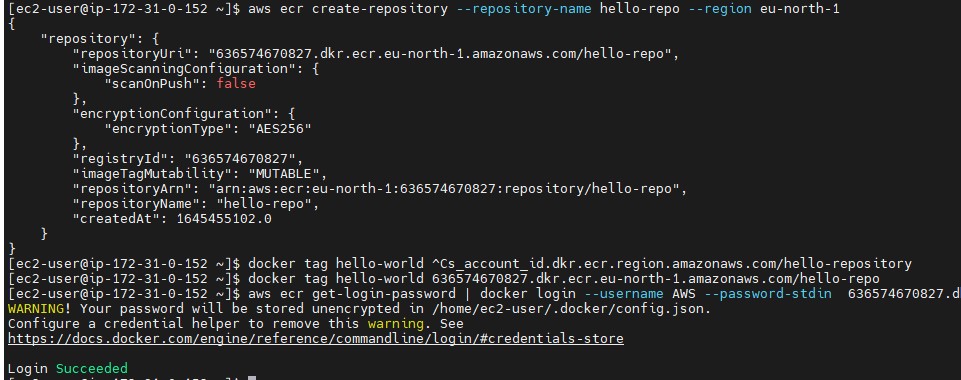 [ec2-user@ip-172-31-0-152 ~]$ aws ecr create-repository --repository-name hello-repo --region eu-north-1
{
    "repository": {
        "repositoryUri": "636574670827.dkr.ecr.eu-north-1.amazonaws.com/hello-repo",
        "imageScanningConfiguration": {
            "scanOnPush": false
        },
        "encryptionConfiguration": {
            "encryptionType": "AES256"
        },
        "registryId": "636574670827",
        "imageTagMutability": "MUTABLE",
        "repositoryArn": "arn:aws:ecr:eu-north-1:636574670827:repository/hello-repo",
        "repositoryName": "hello-repo",
        "createdAt": 1645455102.0
    }
}
[ec2-user@ip-172-31-0-152 ~]$ docker tag hello-world ^Cs_account_id.dkr.ecr.region.amazonaws.com/hello-repository
[ec2-user@ip-172-31-0-152 ~]$ docker tag hello-world 636574670827.dkr.ecr.eu-north-1.amazonaws.com/hello-repo
[ec2-user@ip-172-31-0-152 ~]$ aws ecr get-login-password | docker login --username AWS --password-stdin  636574670827.d
WARNING! Your password will be stored unencrypted in /home/ec2-user/.docker/config.json.
Configure a credential helper to remove this warning. See
https://docs.docker.com/engine/reference/commandline/login/#credentials-store

Login Succeeded